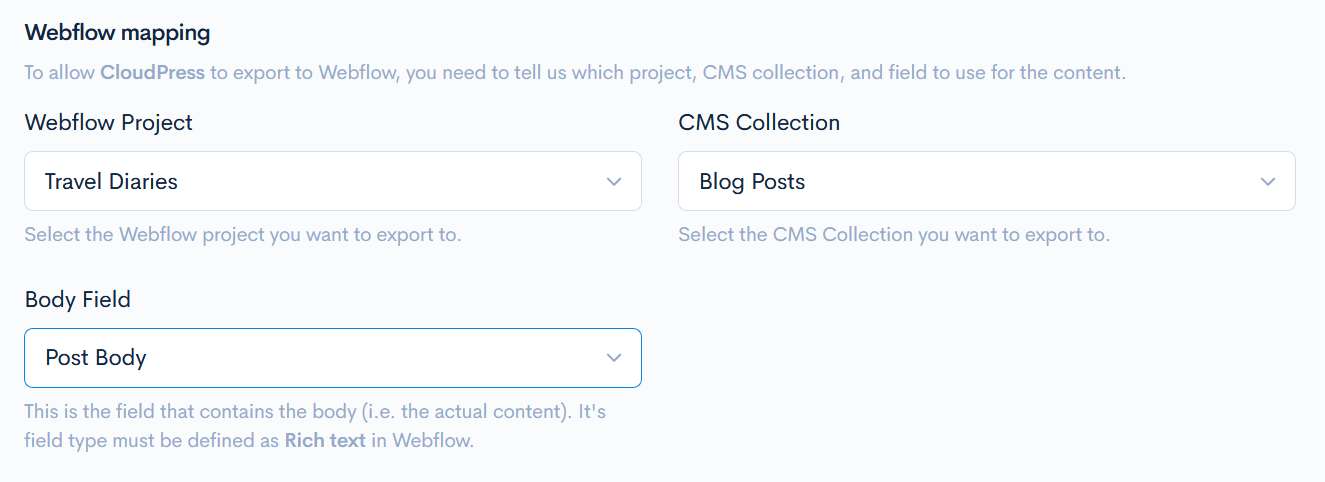 Webflow mapping
To allow CloudPress to export to Webflow, you need to tell us which project, CMS collection, and field to use for the content.
Webflow Project
CMS Collection
Travel Diaries
Blog Posts
Select the Webflow project you want to export to.
Select the CMS Collection you want to export to.
Body Field
Post Body
This is the field that contains the body (i.e. the actual content). It's
field type must be defined as Rich text in Webflow.